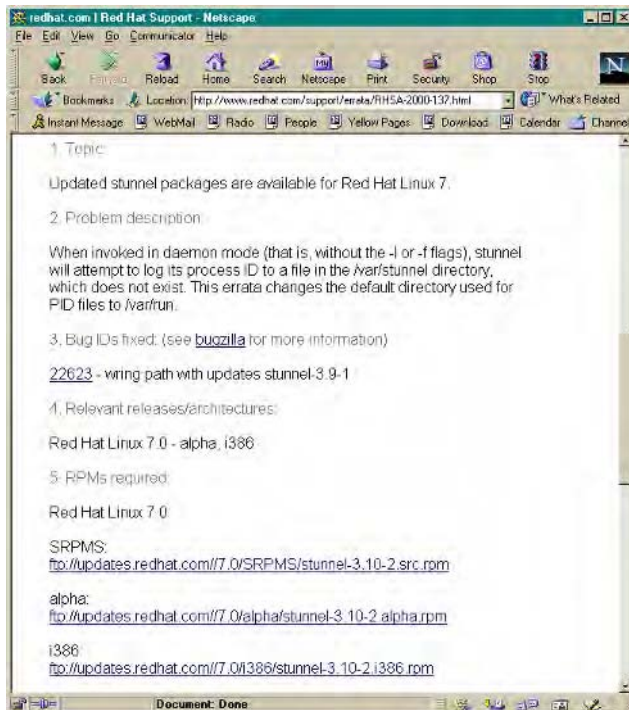 redhat.com | Red Hat Support - Netscape
File Edit View Go Communicator Help
Back Forward Reload Home Search Netscape Print Security Shop Stop N
Bookmarks Location: http://www.redhat.com/support/errata/RHSA-2000-137.html What's Related
Instant Message WebMail Radio People Yellow Pages Download Calendar Channel
1. Topic:
Updated stunnel packages are available for Red Hat Linux 7.
2. Problem description:
When invoked in daemon mode (that is, without the -l or -f flags), stunnel
will attempt to log its process ID to a file in the /var/stunnel directory,
which does not exist. This errata changes the default directory used for
PID files to /var/run.
3. Bug IDs fixed: (see bugzilla for more information)
22623 - wring path with updates stunnel-3.9-1
4. Relevant releases/architectures:
Red Hat Linux 7.0 - alpha, i386
5. RPMs required:
Red Hat Linux 7.0:
SRPMS:
ftp://updates.redhat.com//7.0/SRPMS/stunnel-3.10-2.src.rpm
alpha:
ftp://updates.redhat.com//7.0/alpha/stunnel-3.10-2.alpha.rpm
i386:
ftp://updates.redhat.com//7.0/i386/stunnel-3.10-2.i386.rpm
Document: Done